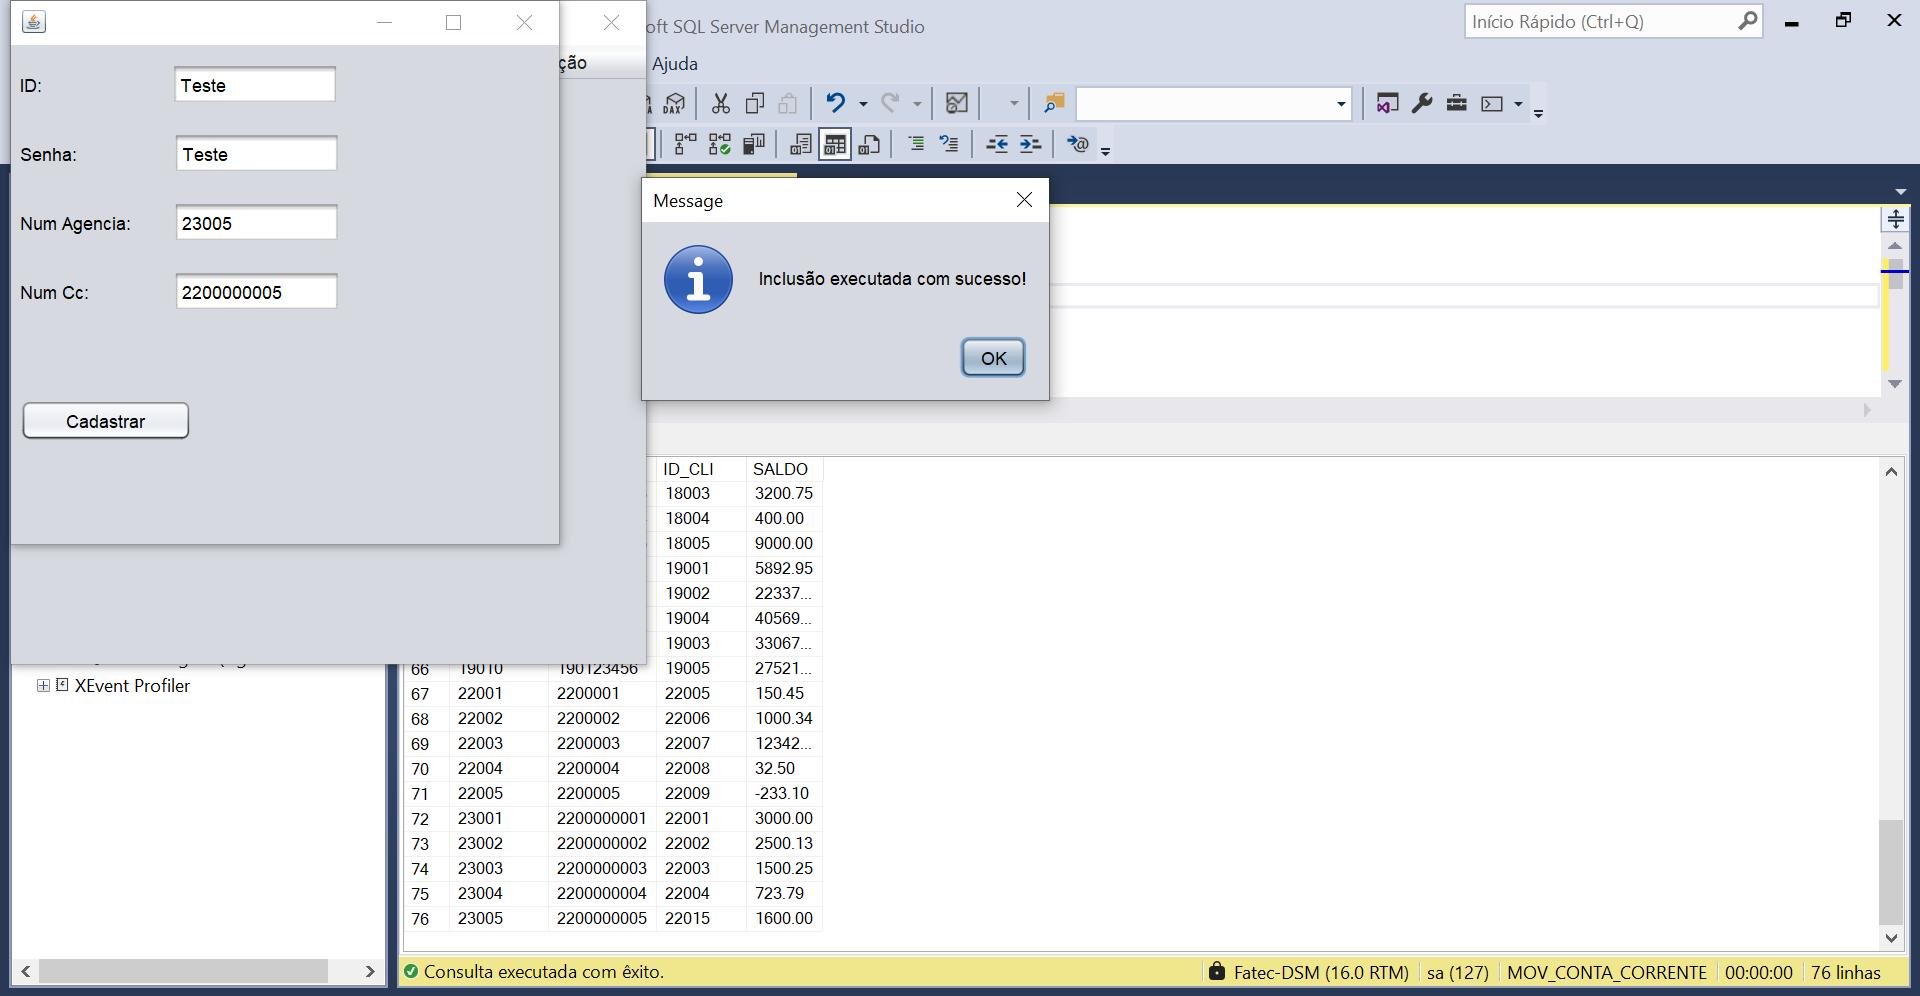 oft SQL Server Management Studio
Início Rápido (Ctrl+Q)
ção
Ajuda
DAX
ID:
Teste
Senha:
Teste
Num Agencia:
23005
Num Cc:
2200000005
Cadastrar
Message
Inclusão executada com sucesso!
OK
ID_CLI SALDO
18003 3200.75
18004 400.00
18005 9000.00
19001 5892.95
19002 22337...
19004 40569...
19003 33067...
66 19010 190123456 19005 27521...
67 22001 2200001 22005 150.45
68 22002 2200002 22006 1000.34
69 22003 2200003 22007 12342...
70 22004 2200004 22008 32.50
71 22005 2200005 22009 -233.10
72 23001 2200000001 22001 3000.00
73 23002 2200000002 22002 2500.13
74 23003 2200000003 22003 1500.25
75 23004 2200000004 22004 723.79
76 23005 2200000005 22015 1600.00
XEvent Profiler
Consulta executada com êxito.
Fatec-DSM (16.0 RTM)
sa (127)
MOV_CONTA_CORRENTE
00:00:00
76 linhas